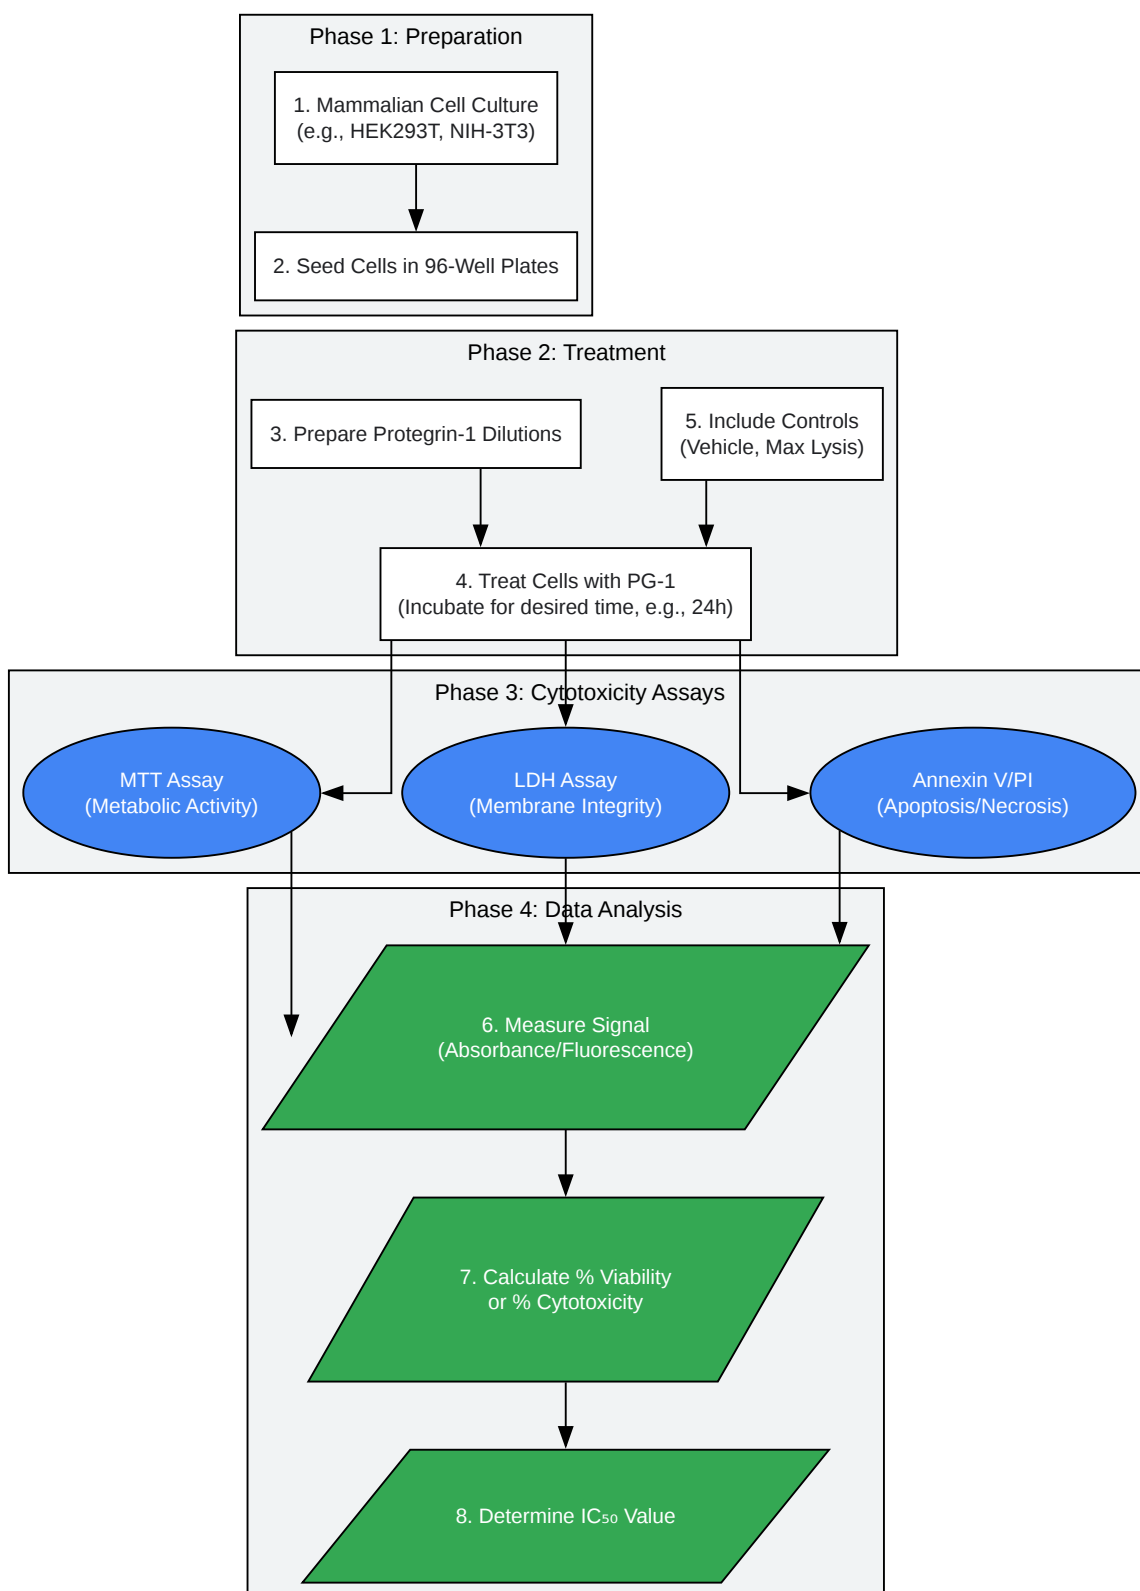 Phase 1: Preparation
1. Mammalian Cell Culture
(e.g., HEK293T, NIH-3T3)
2. Seed Cells in 96-Well Plates
Phase 2: Treatment
3. Prepare Protegrin-1 Dilutions
5. Include Controls
(Vehicle, Max Lysis)
4. Treat Cells with PG-1
(Incubate for desired time, e.g., 24h)
Phase 3: Cytotoxicity Assays
MTT Assay
(Metabolic Activity)
LDH Assay
(Membrane Integrity)
Annexin V/PI
(Apoptosis/Necrosis)
Phase 4: Data Analysis
6. Measure Signal
(Absorbance/Fluorescence)
7. Calculate % Viability
or % Cytotoxicity
8. Determine IC₅₀ Value